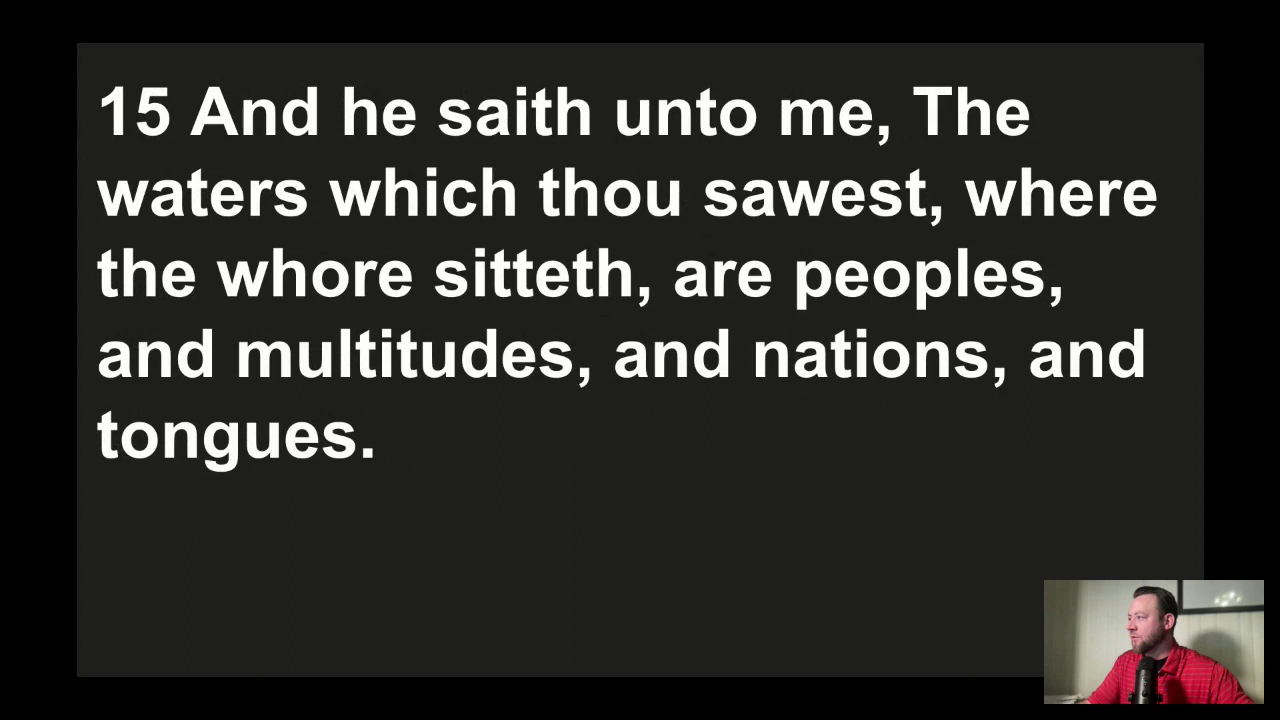 15 And he saith unto me, The
waters which thou sawest, where
the whore sitteth, are peoples,
and multitudes, and nations, and
tongues.